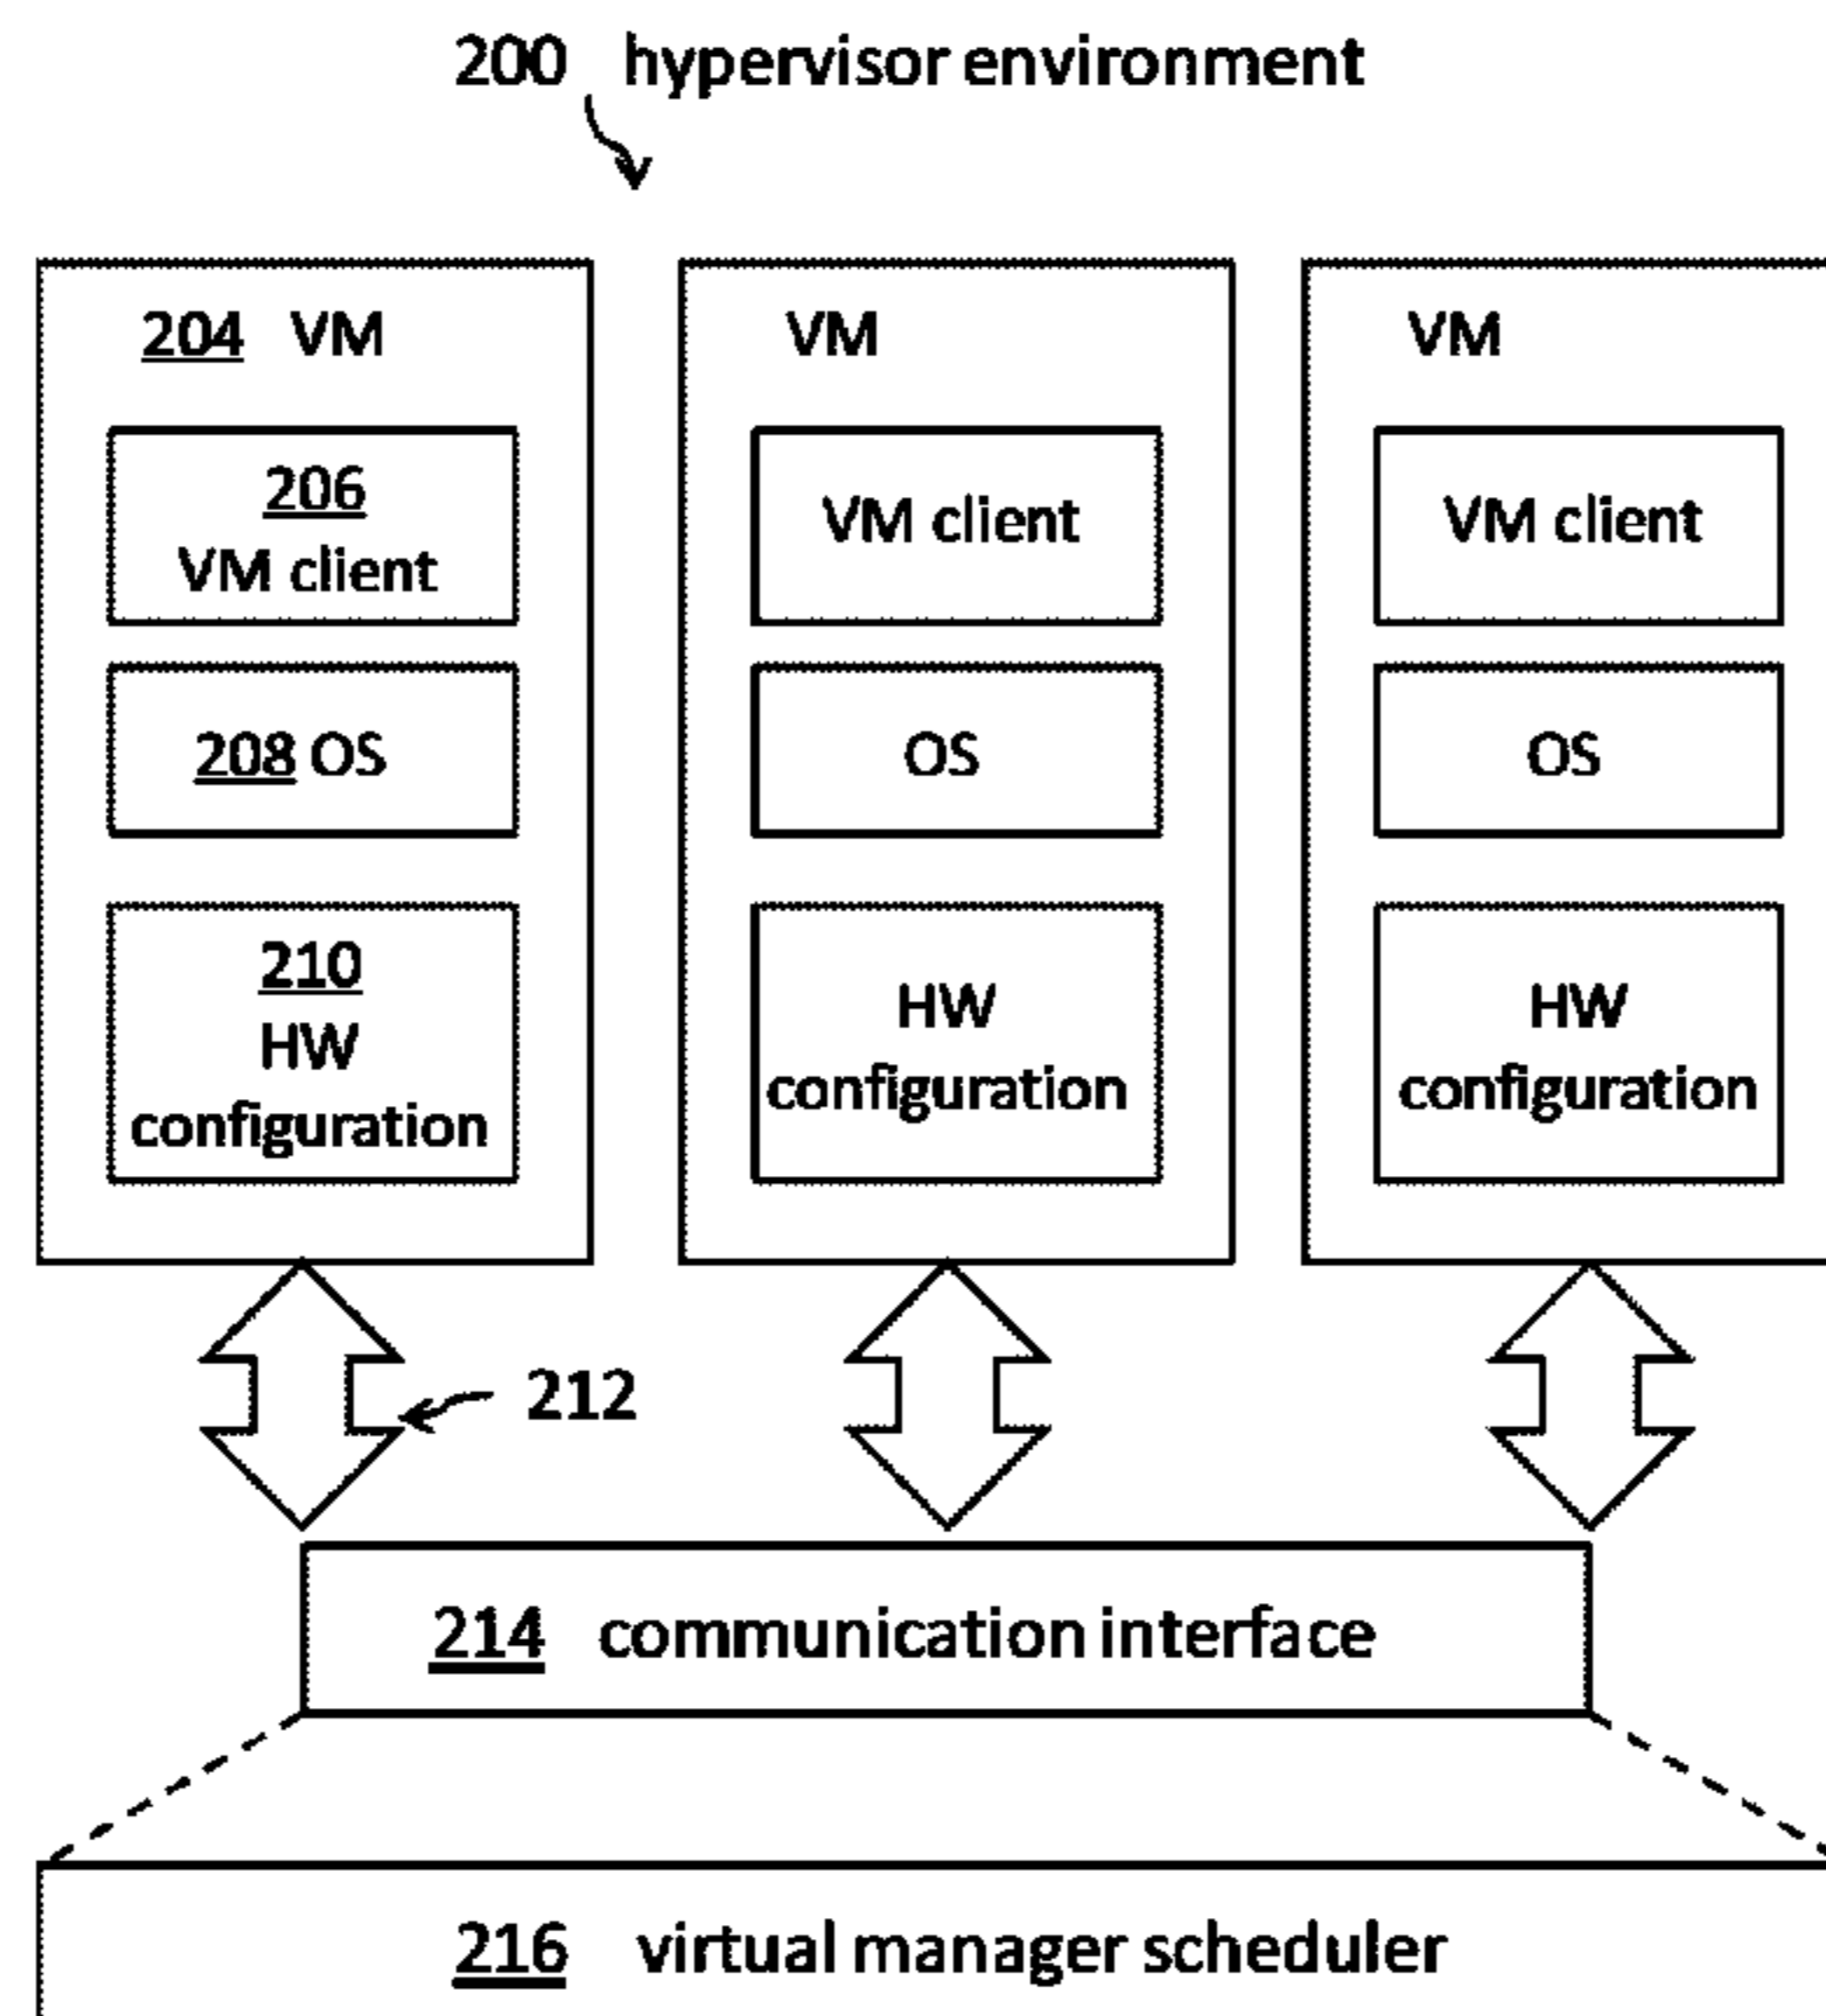 200 hypervisor environment
204 VM
206
VM client
208 OS
210
HW
configuration
VM
VM client
OS
HW
configuration
VM
VM client
OS
HW
configuration
212
214 communication interface
216 virtual manager scheduler